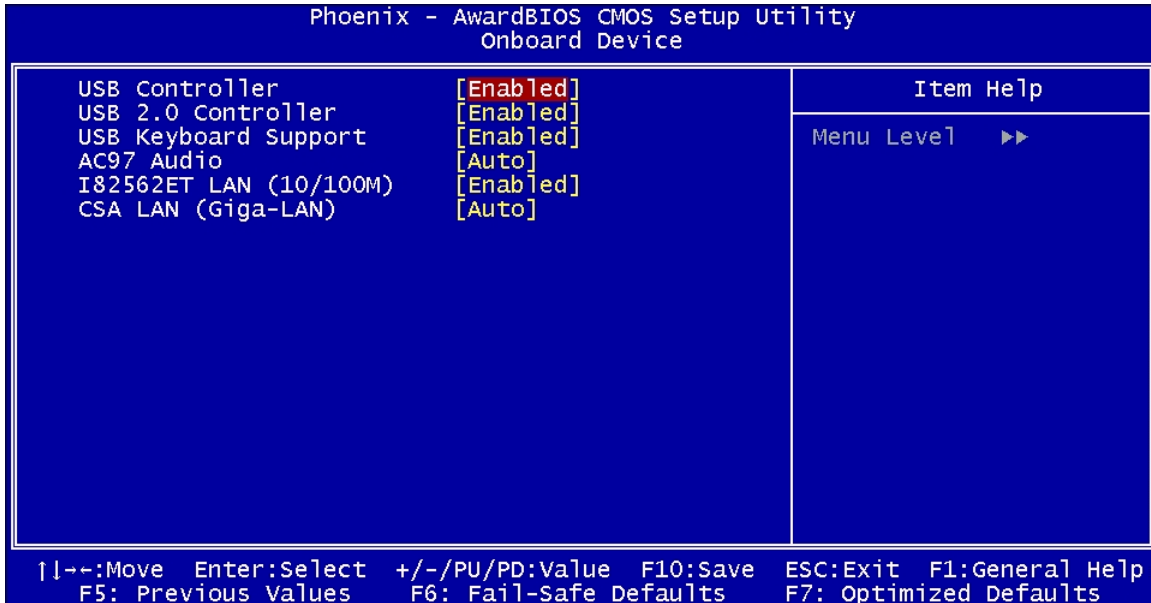 Phoenix - AwardBIOS CMOS Setup Utility
Onboard Device
USB Controller [Enabled]
USB 2.0 Controller [Enabled]
USB Keyboard Support [Enabled]
AC97 Audio [Auto]
I82562ET LAN (10/100M) [Enabled]
CSA LAN (Giga-LAN) [Auto]
Item Help
Menu Level ▶▶
↑↓→←:Move Enter:Select +/-/PU/PD:Value F10:Save ESC:Exit F1:General Help
F5: Previous Values F6: Fail-Safe Defaults F7: Optimized Defaults